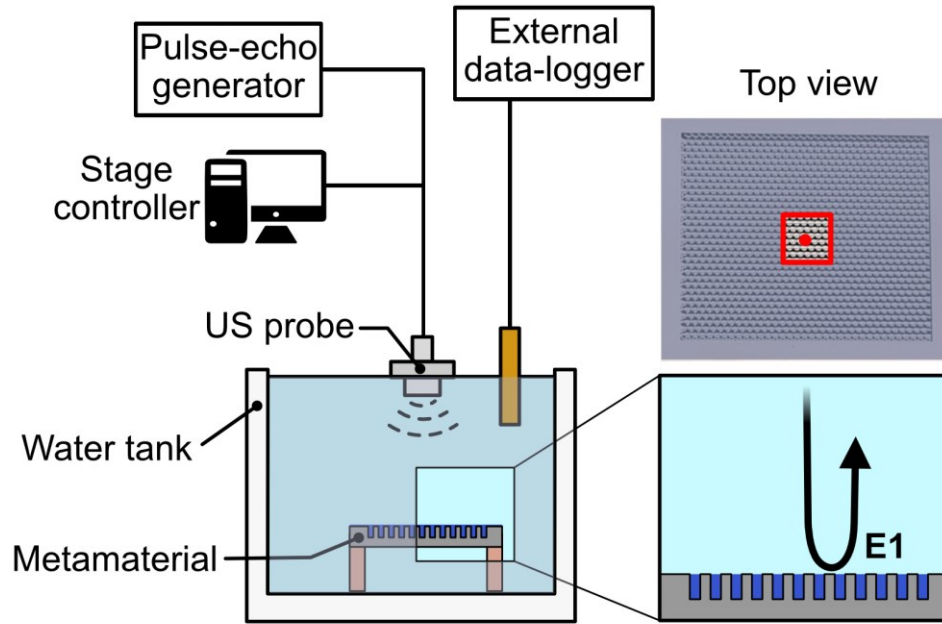 Pulse-echo
generator
External
data-logger
Top view
Stage
controller
US probe
Water tank
Metamaterial
E1